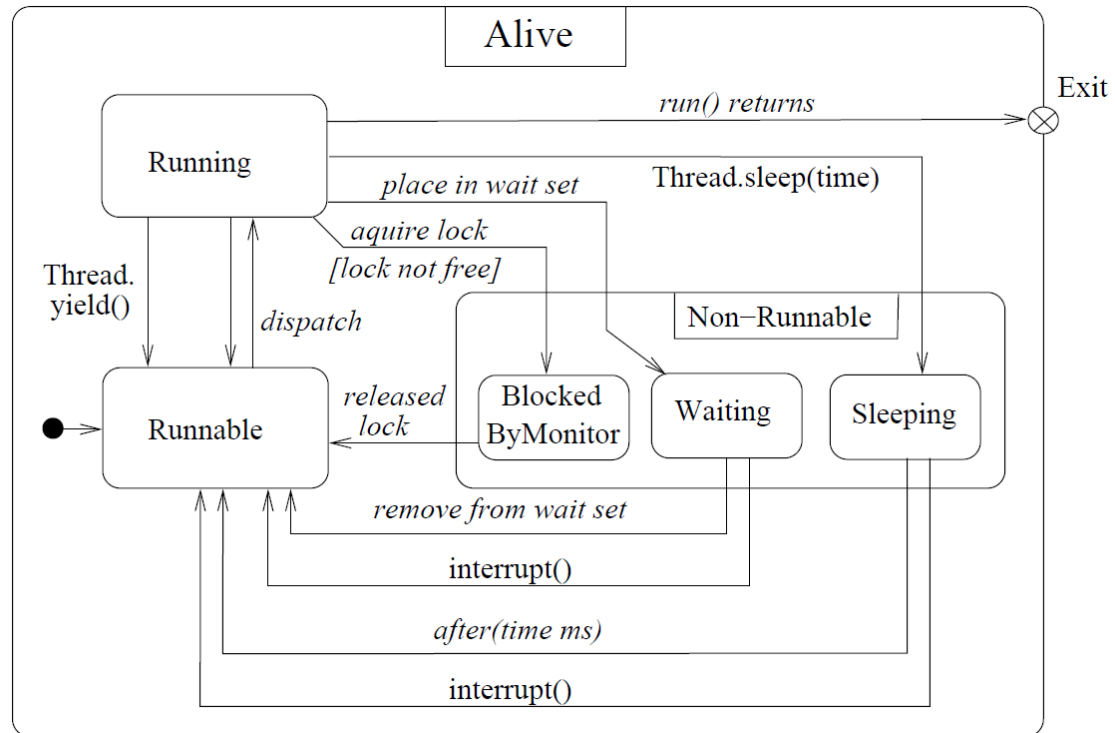 Alive
Exit
run() returns
Running
Thread.sleep(time)
place in wait set
aquire lock
[lock not free]
Thread.
yield()
dispatch
Non−Runnable
Runnable
released
lock
Blocked
ByMonitor
Waiting
Sleeping
remove from wait set
interrupt()
after(time ms)
interrupt()